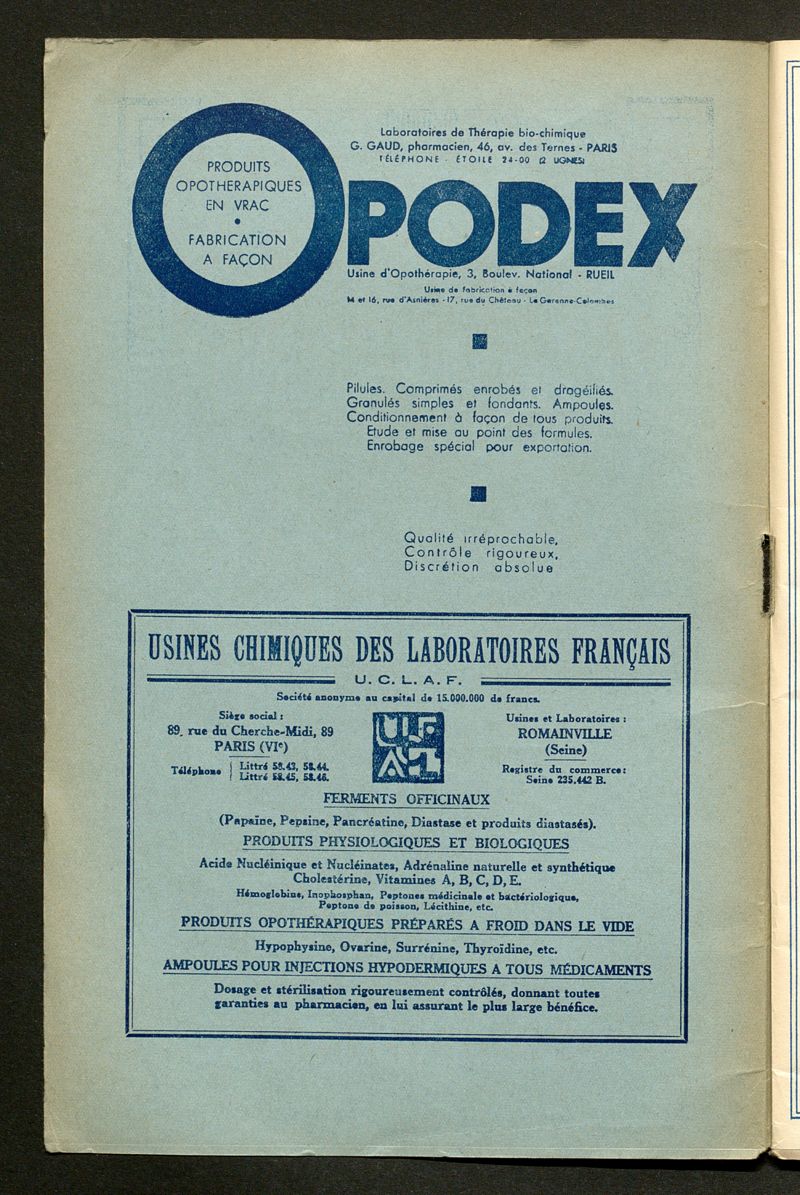 Laboratoires de Thérapie bio-chimique
G. GAUD, pharmacien, 46, av. des Ternes - PARIS
TÉLÉPHONE - ÉTOILE 24-00 (2 LIGNES)
PRODUITS
OPOTHERAPIQUES
EN VRAC
•
FABRICATION
A FAÇON
OPODEX
Usine d'Opothérapie, 3, Boulev. National - RUEIL
Usine de fabrication à façon
14 et 16, rue d'Asnières - 17, rue du Château - La Garenne-Colombes
Pilules. Comprimés enrobés et dragéifiés.
Granulés simples et fondants. Ampoules.
Conditionnement à façon de tous produits.
Etude et mise au point des formules.
Enrobage spécial pour exportation.
Qualité irréprochable,
Contrôle rigoureux,
Discrétion absolue
USINES CHIMIQUES DES LABORATOIRES FRANÇAIS
U. C. L. A. F.
Société anonyme au capital de 15.000.000 de francs.
Siège social :
89, rue du Cherche-Midi, 89
PARIS (VIe)
Téléphone { Littré 58.43, 58.44.
Littré 58.45, 58.46.
UCLAF
Usines et Laboratoires :
ROMAINVILLE
(Seine)
Registre du commerce:
Seine 235.442 B.
FERMENTS OFFICINAUX
(Papaïne, Pepsine, Pancréatine, Diastase et produits diastasés).
PRODUITS PHYSIOLOGIQUES ET BIOLOGIQUES
Acide Nucléinique et Nucléinates, Adrénaline naturelle et synthétique
Cholestérine, Vitamines A, B, C, D, E.
Hémoglobine, Inophosphan, Peptones médicinale et bactériologique,
Peptone de poisson, Lécithine, etc.
PRODUITS OPOTHÉRAPIQUES PRÉPARÉS A FROID DANS LE VIDE
Hypophysine, Ovarine, Surrénine, Thyroïdine, etc.
AMPOULES POUR INJECTIONS HYPODERMIQUES A TOUS MÉDICAMENTS
Dosage et stérilisation rigoureusement contrôlés, donnant toutes
garanties au pharmacien, en lui assurant le plus large bénéfice.